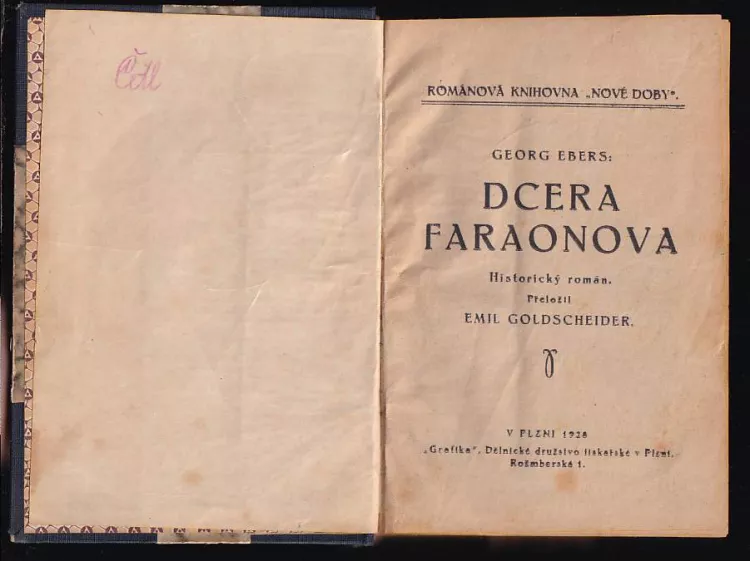 Čtl
ROMÁNOVÁ KNIHOVNA „NOVÉ DOBY“.
GEORG EBERS:
DCERA
FARAONOVA
Historický román.
Přeložil
EMIL GOLDSCHEIDER.
V PLZNI 1928
„Grafika“, Dělnické družstvo tiskařské v Plzni.
Rožmberská 1.